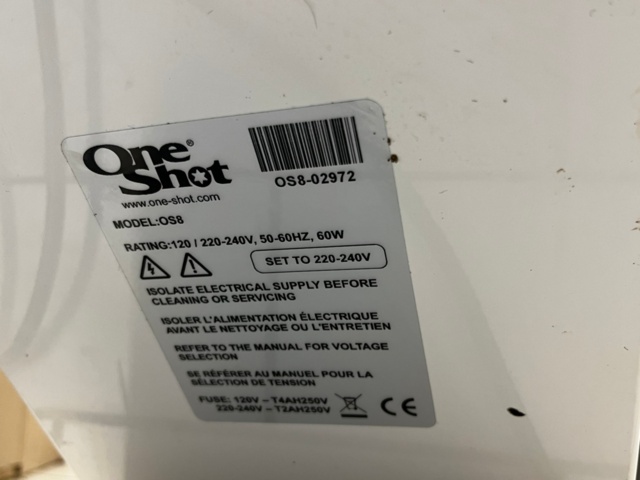 One Shot®
www.one-shot.com
OS8-02972
MODEL:OS8
RATING:120 / 220-240V, 50-60HZ, 60W
SET TO 220-240V
ISOLATE ELECTRICAL SUPPLY BEFORE
CLEANING OR SERVICING
ISOLER L'ALIMENTATION ÉLECTRIQUE
AVANT LE NETTOYAGE OU L'ENTRETIEN
REFER TO THE MANUAL FOR VOLTAGE
SELECTION
SE RÉFÉRER AU MANUEL POUR LA
SÉLECTION DE TENSION
FUSE: 120V – T4AH250V
220-240V – T2AH250V
CE